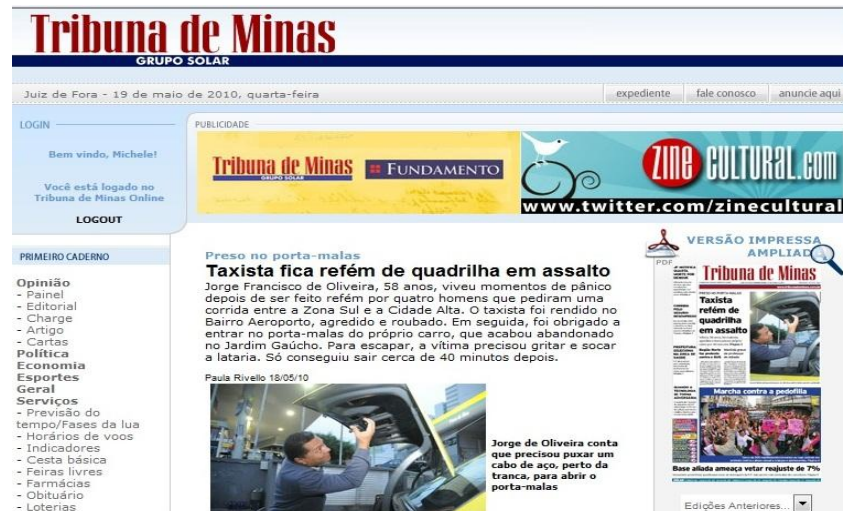 Tribuna de Minas
GRUPO SOLAR
Juiz de Fora - 19 de maio de 2010, quarta-feira
expediente
fale conosco
anuncie aqui
LOGIN
Bem vindo, Michele!
Você está logado no
Tribuna de Minas Online
LOGOUT
PUBLICIDADE
Tribuna de Minas
GRUPO SOLAR
FUNDAMENTO
ZINE CULTURAL.com
www.twitter.com/zinecultural
PRIMEIRO CADERNO
Opinião
- Painel
- Editorial
- Charge
- Artigo
- Cartas
Política
Economia
Esportes
Geral
Serviços
- Previsão do
tempo/Fases da lua
- Horários de voos
- Indicadores
- Cesta básica
- Feiras livres
- Farmácias
- Obituário
- Loterias
Preso no porta-malas
Taxista fica refém de quadrilha em assalto
Jorge Francisco de Oliveira, 58 anos, viveu momentos de pânico
depois de ser feito refém por quatro homens que pediram uma
corrida entre a Zona Sul e a Cidade Alta. O taxista foi rendido no
Bairro Aeroporto, agredido e roubado. Em seguida, foi obrigado a
entrar no porta-malas do próprio carro, que acabou abandonado
no Jardim Gaúcho. Para escapar, a vítima precisou gritar e socar
a lataria. Só conseguiu sair cerca de 40 minutos depois.
Paula Rivello 18/05/10
Jorge de Oliveira conta
que precisou puxar um
cabo de aço, perto da
tranca, para abrir o
porta-malas
PDF
VERSÃO IMPRESSA
AMPLIADA
Tribuna de Minas
Taxista
refém de
quadrilha
em assalto
Marcha contra a pedofilia
Base aliada ameaça vetar reajuste de 7%
Edições Anteriores...